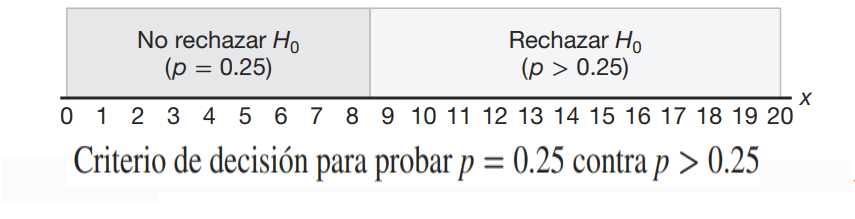 No rechazar H₀
(p = 0.25)
Rechazar H₀
(p > 0.25)
x
0 1 2 3 4 5 6 7 8 9 10 11 12 13 14 15 16 17 18 19 20
Criterio de decisión para probar p = 0.25 contra p > 0.25